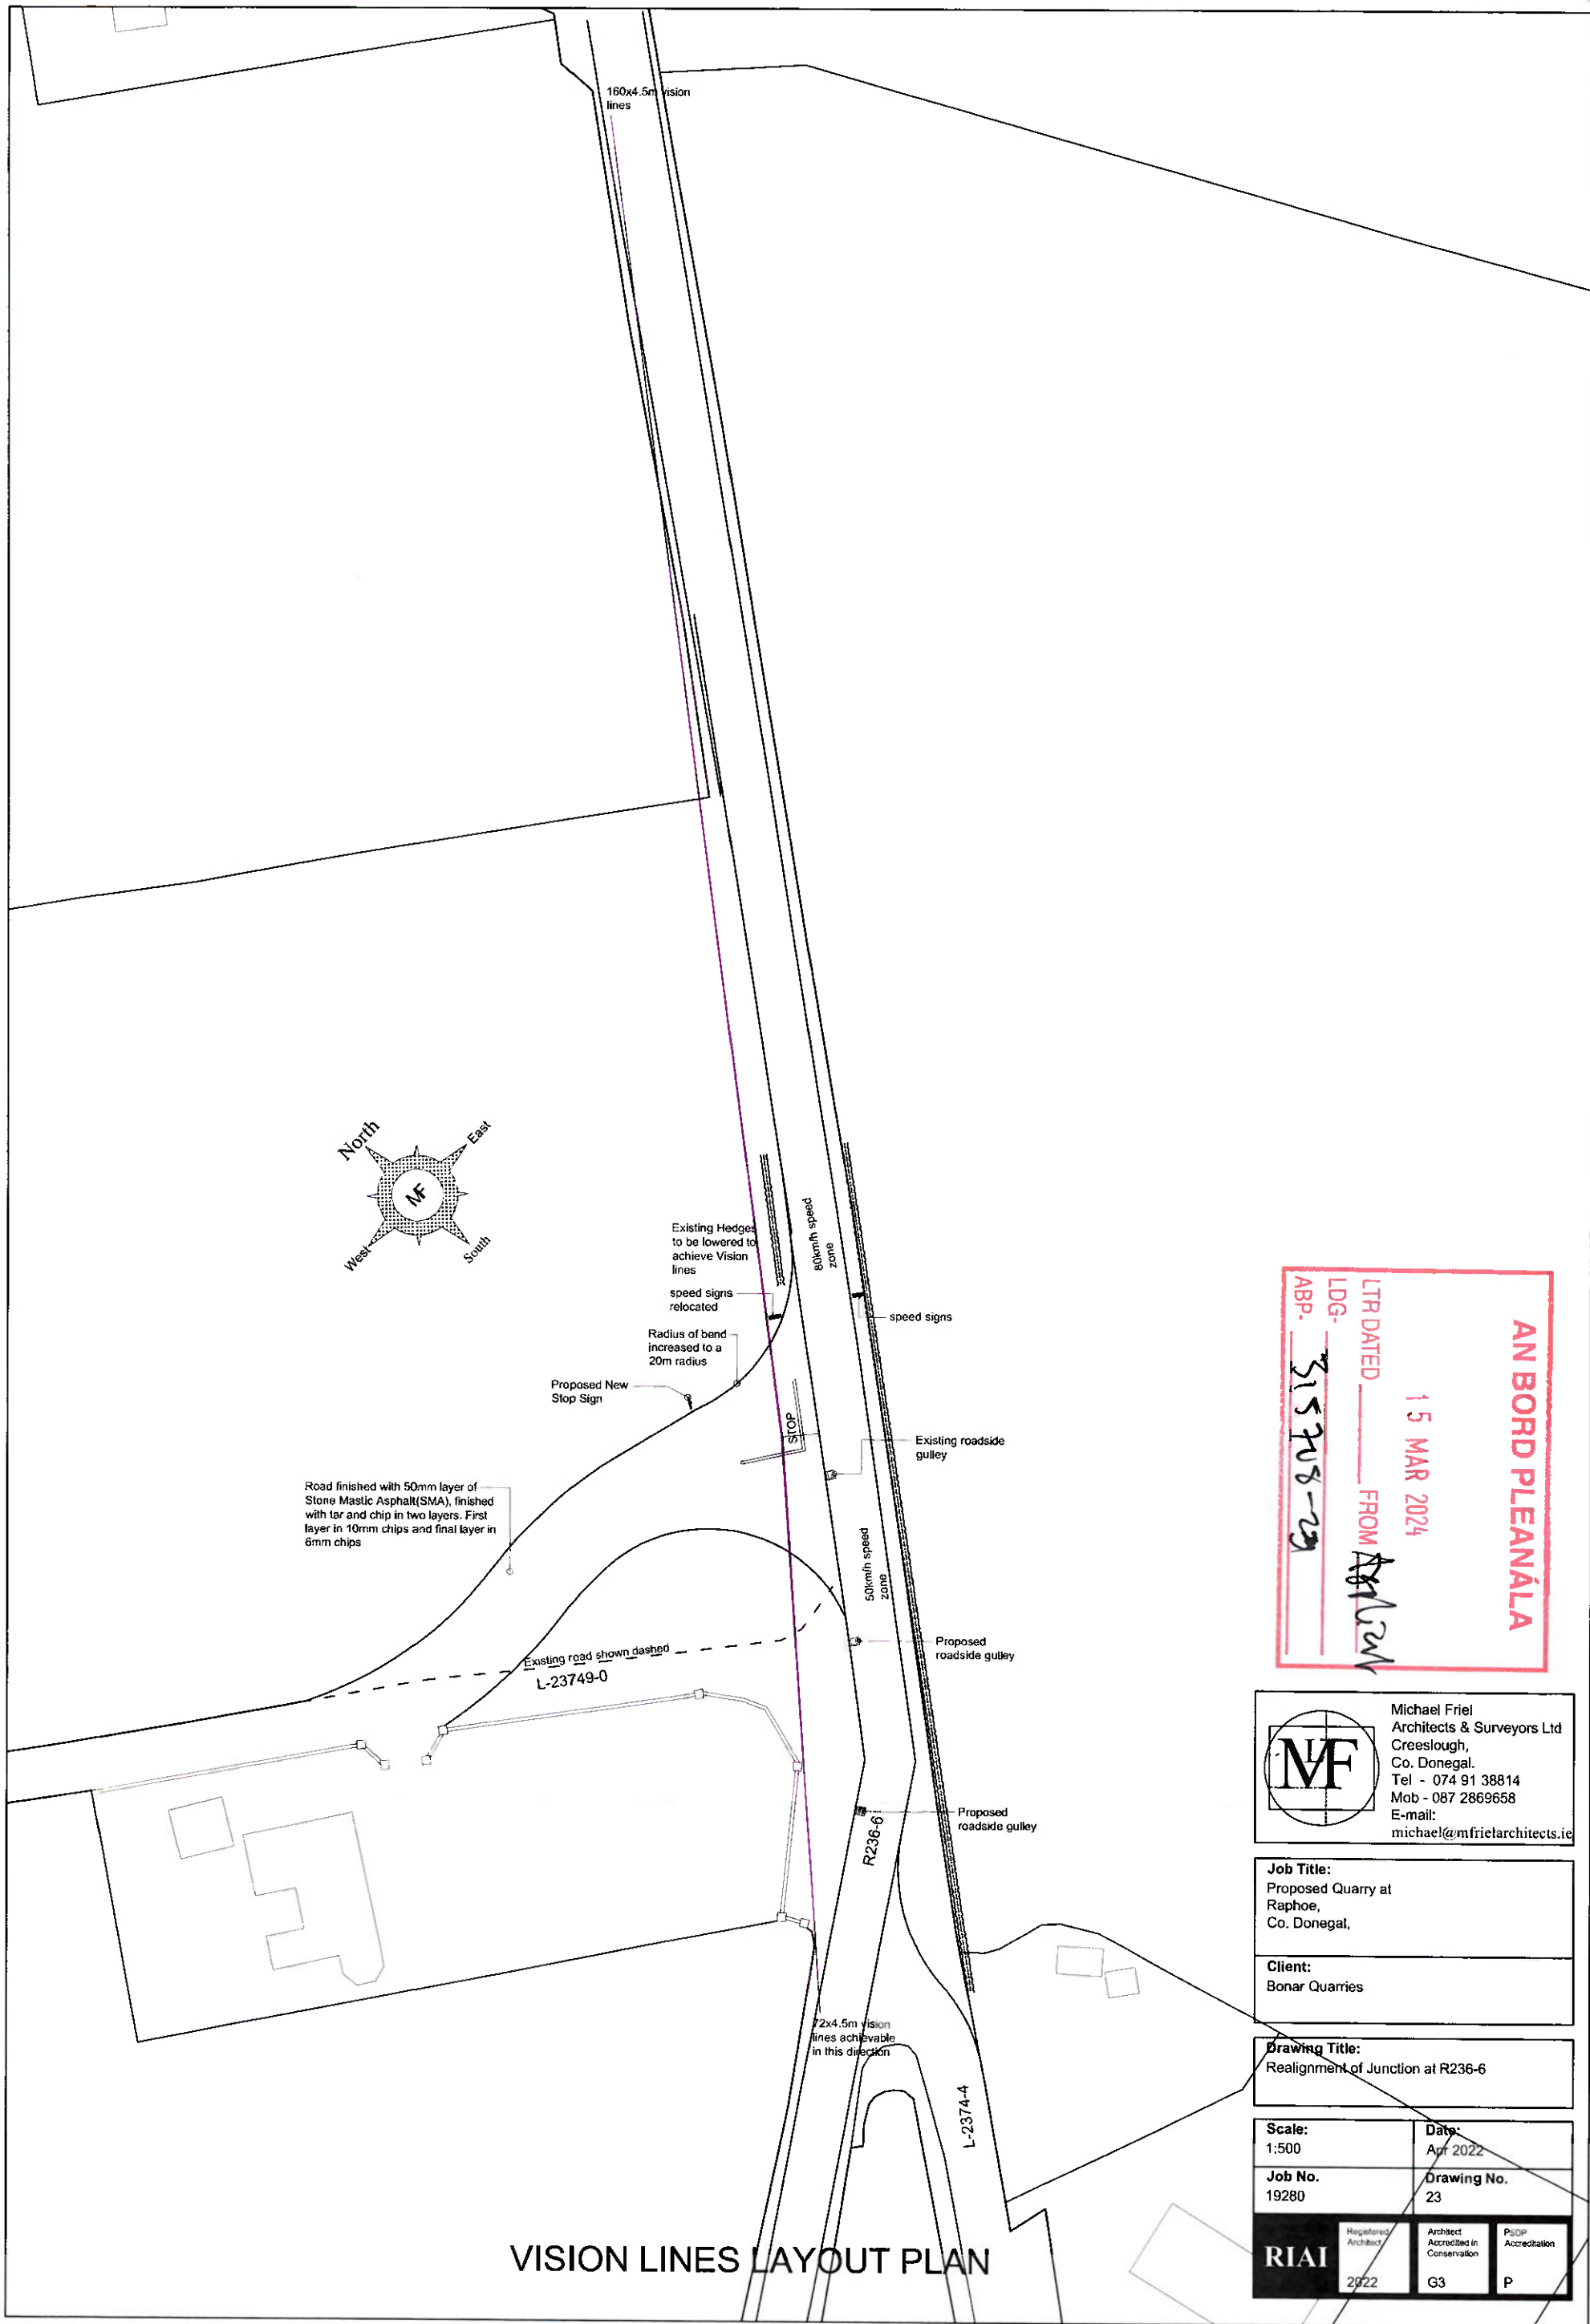 160x4.5m vision
lines
North
East
MF
West
South
Existing Hedges
to be lowered to
achieve Vision
lines
80km/h speed
zone
speed signs
relocated
speed signs
Radius of bend
increased to a
20m radius
Proposed New
Stop Sign
STOP
Existing roadside
gulley
Road finished with 50mm layer of
Stone Mastic Asphalt(SMA), finished
with tar and chip in two layers. First
layer in 10mm chips and final layer in
6mm chips
50km/h speed
zone
Existing road shown dashed
L-23749-0
Proposed
roadside gulley
Proposed
roadside gulley
R236-6
72x4.5m vision
lines achievable
in this direction
L-2374-4
VISION LINES LAYOUT PLAN
AN BORD PLEANÁLA
15 MAR 2024
LTR DATED FROM
LDG-
ABP-
Michael Friel
Architects & Surveyors Ltd
Creeslough,
Co. Donegal.
Tel - 074 91 38814
Mob - 087 2869658
E-mail:
michael@mfrielarchitects.ie
MF
Job Title:
Proposed Quarry at
Raphoe,
Co. Donegal,
Client:
Bonar Quarries
Drawing Title:
Realignment of Junction at R236-6
Scale:
1:500
Date:
Apr 2022
Job No.
19280
Drawing No.
23
RIAI
Registered
Architect
2022
Architect
Accredited in
Conservation
G3
PSDP
Accreditation
P